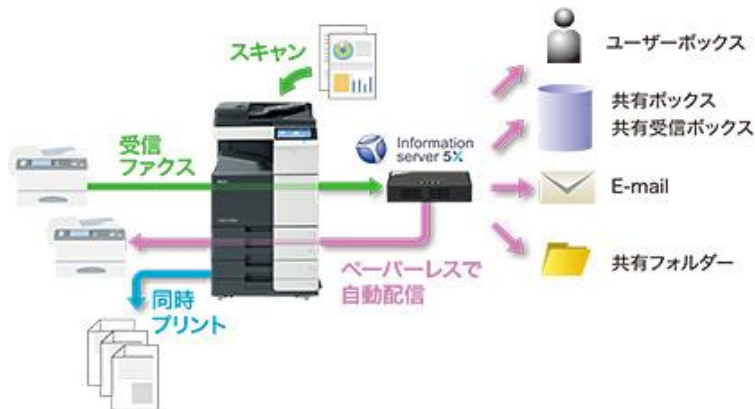 スキャン
ユーザーボックス
共有ボックス
共有受信ボックス
受信
ファクス
Information
server 5X
E-mail
ペーパーレスで
自動配信
共有フォルダー
同時
プリント